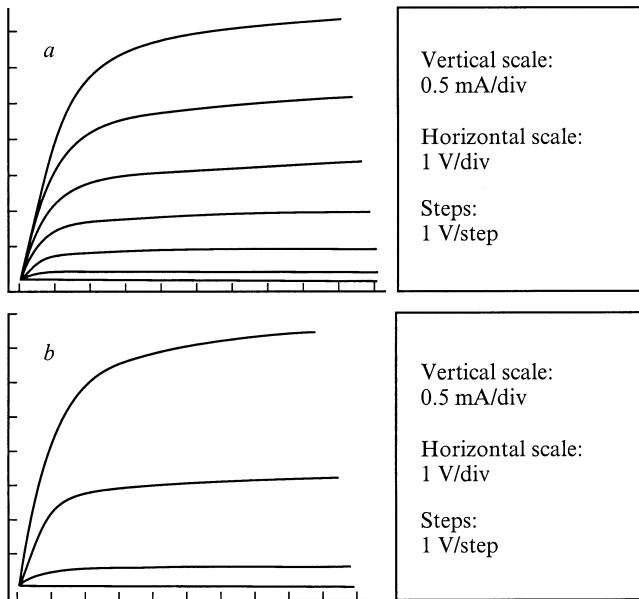 a
Vertical scale:
0.5 mA/div
Horizontal scale:
1 V/div
Steps:
1 V/step
b
Vertical scale:
0.5 mA/div
Horizontal scale:
1 V/div
Steps:
1 V/step